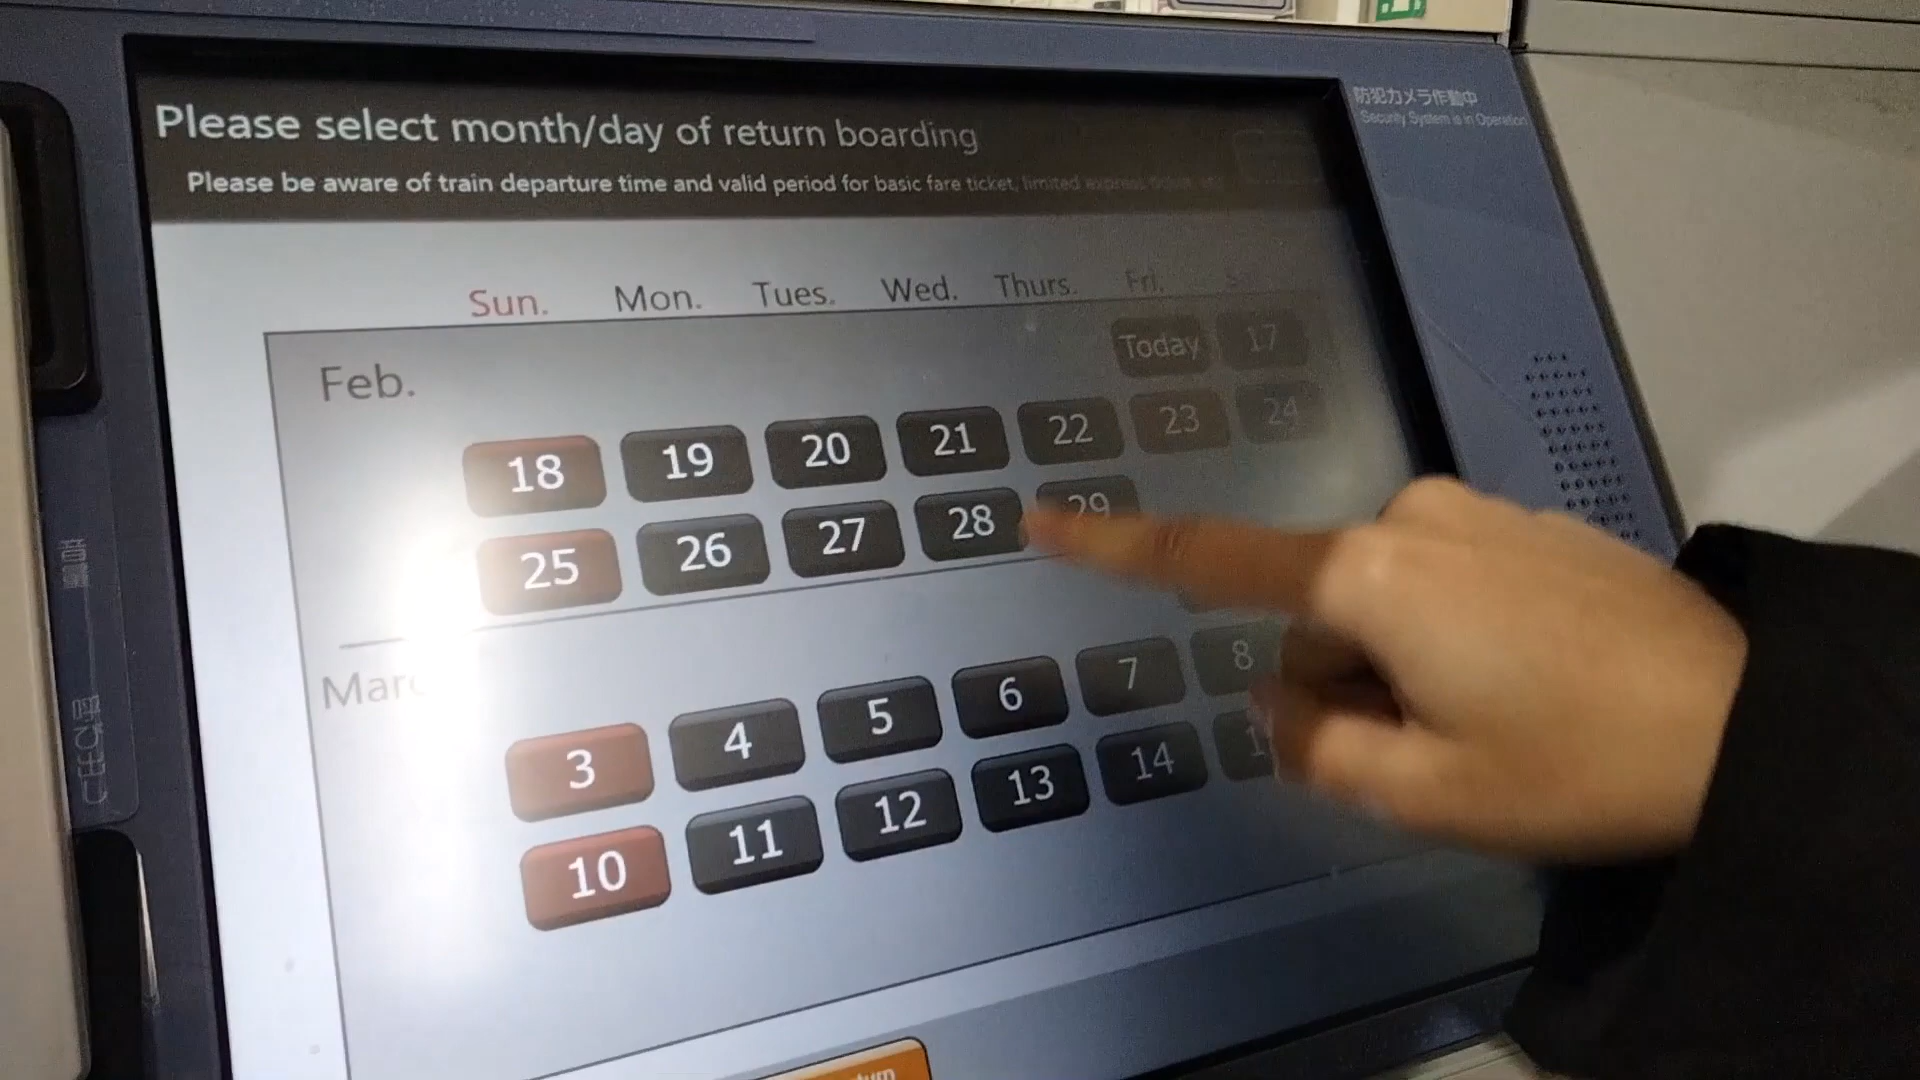 防犯カメラ作動中
Security System is in Operation
Please select month/day of return boarding
Please be aware of train departure time and valid period for basic fare ticket, limited express ticket, etc.
Sun. Mon. Tues. Wed. Thurs. Fri.
Feb. Today 17
18 19 20 21 22 23 24
25 26 27 28 29
Marc
3 4 5 6 7 8
10 11 12 13 14